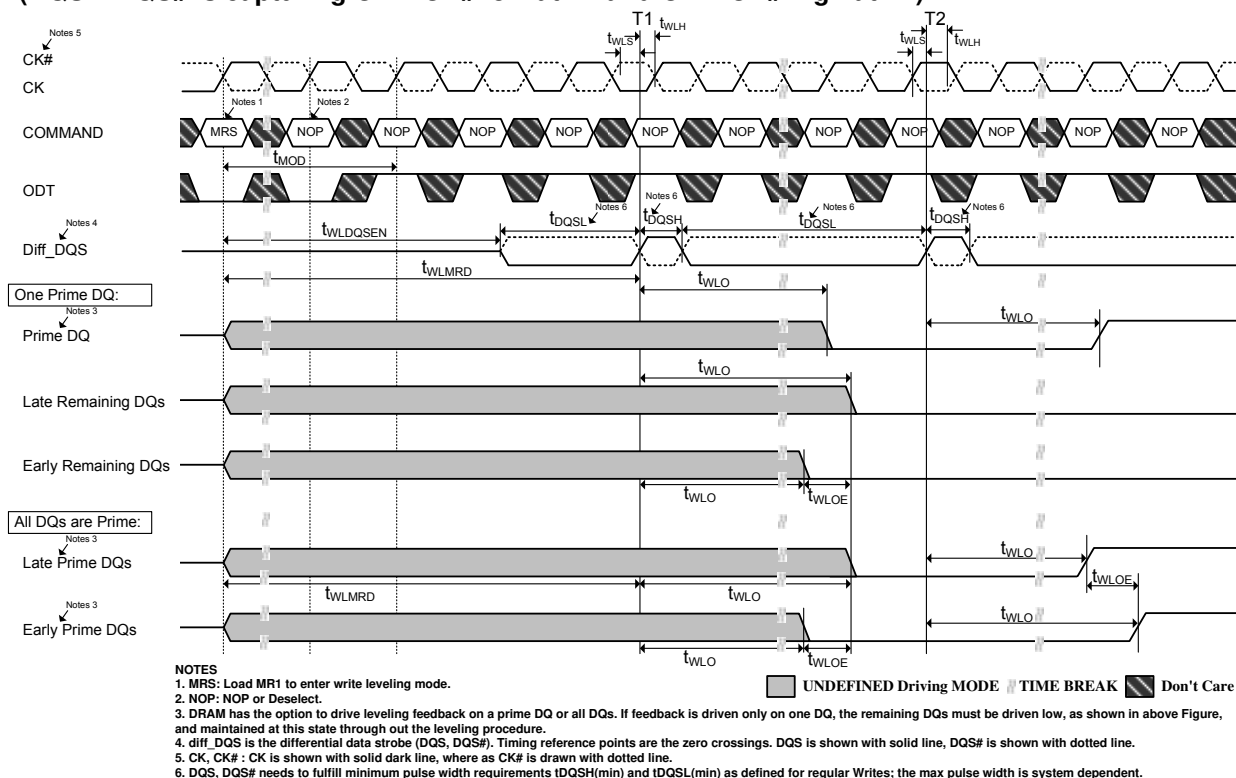 T1
T2
tWLS
tWLH
tWLS
tWLH
Notes 5
CK#
CK
Notes 1
Notes 2
COMMAND
MRS
NOP
NOP
NOP
NOP
NOP
NOP
NOP
NOP
NOP
NOP
NOP
tMOD
ODT
Notes 4
Diff_DQS
tWLDQSEN
tDQSL
Notes 6
tDQSH
Notes 6
tDQSL
Notes 6
tDQSH
Notes 6
tWLMRD
tWLO
One Prime DQ:
Notes 3
Prime DQ
tWLO
tWLO
Late Remaining DQs
Early Remaining DQs
tWLO
tWLOE
All DQs are Prime:
Notes 3
Late Prime DQs
tWLO
tWLMRD
tWLO
tWLOE
Notes 3
Early Prime DQs
tWLO
tWLO
tWLOE
NOTES
1. MRS: Load MR1 to enter write leveling mode.
2. NOP: NOP or Deselect.
UNDEFINED Driving MODE
TIME BREAK
Don't Care
3. DRAM has the option to drive leveling feedback on a prime DQ or all DQs. If feedback is driven only on one DQ, the remaining DQs must be driven low, as shown in above Figure,
and maintained at this state through out the leveling procedure.
4. diff_DQS is the differential data strobe (DQS, DQS#). Timing reference points are the zero crossings. DQS is shown with solid line, DQS# is shown with dotted line.
5. CK, CK# : CK is shown with solid dark line, where as CK# is drawn with dotted line.
6. DQS, DQS# needs to fulfill minimum pulse width requirements tDQSH(min) and tDQSL(min) as defined for regular Writes; the max pulse width is system dependent.